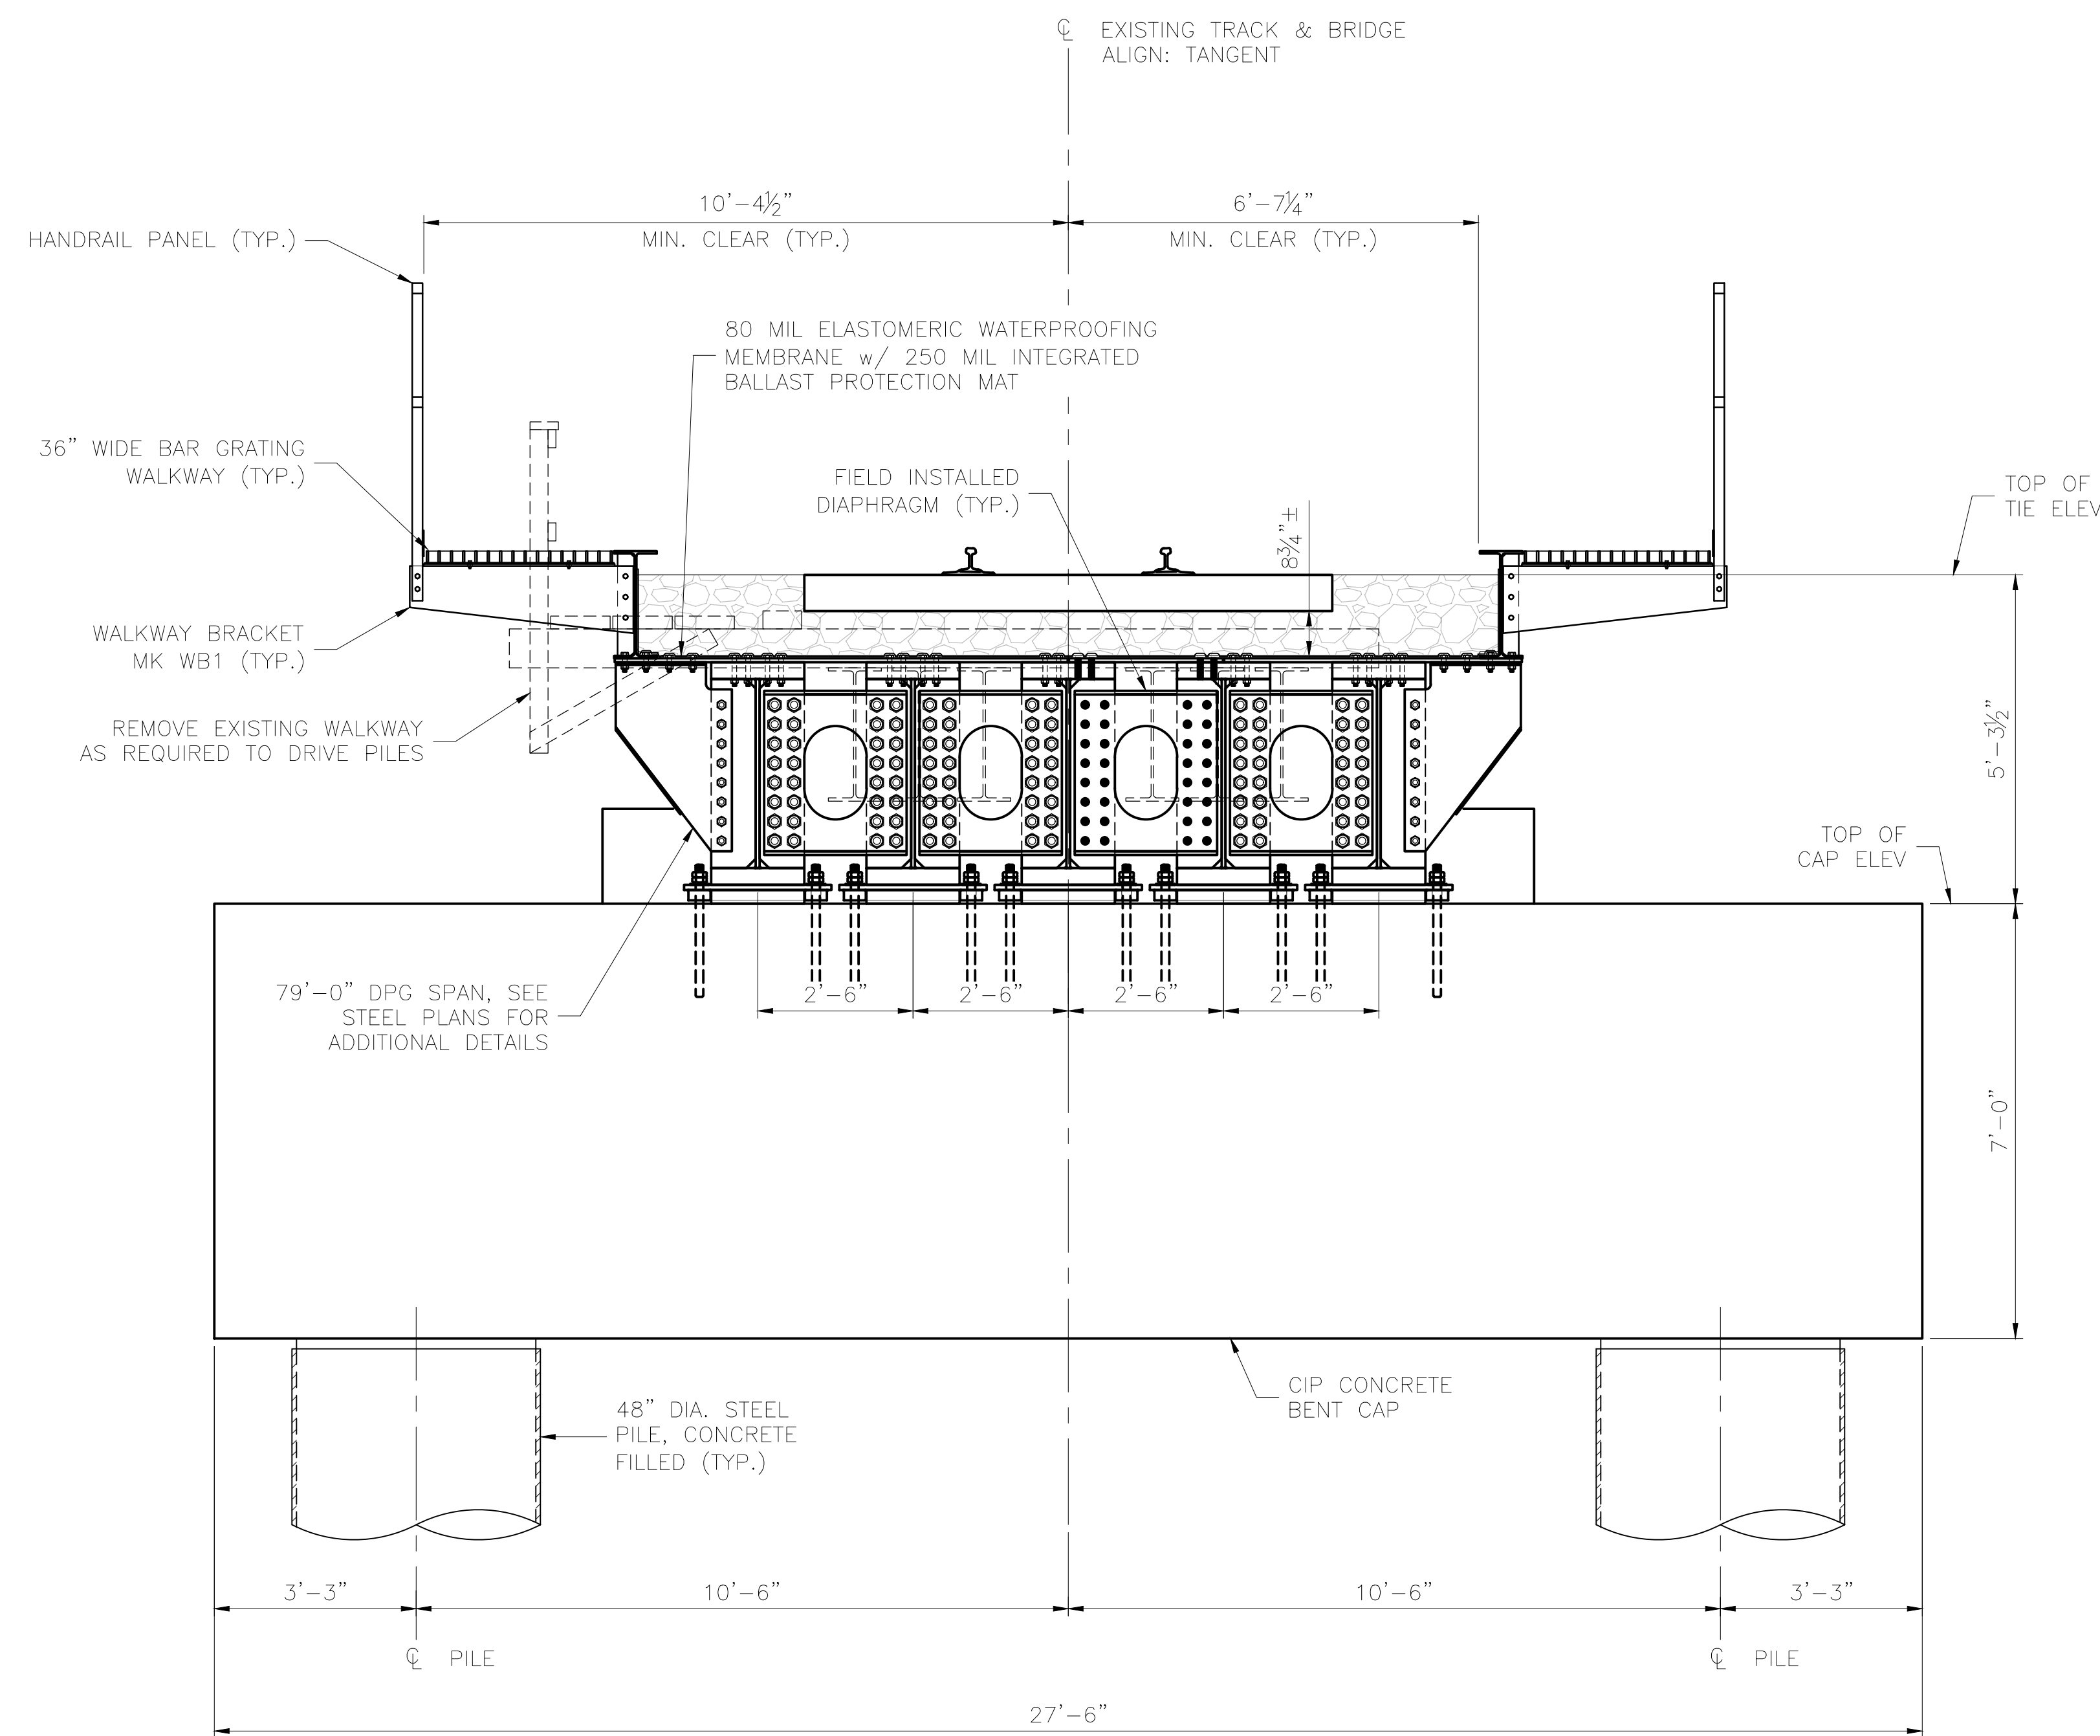 ℄ EXISTING TRACK & BRIDGE
ALIGN: TANGENT
10'-4½"
MIN. CLEAR (TYP.)
6'-7¼"
MIN. CLEAR (TYP.)
HANDRAIL PANEL (TYP.)
80 MIL ELASTOMERIC WATERPROOFING
MEMBRANE w/ 250 MIL INTEGRATED
BALLAST PROTECTION MAT
36" WIDE BAR GRATING
WALKWAY (TYP.)
FIELD INSTALLED
DIAPHRAGM (TYP.)
8¾" ±
TOP OF
TIE ELEV
WALKWAY BRACKET
MK WB1 (TYP.)
REMOVE EXISTING WALKWAY
AS REQUIRED TO DRIVE PILES
5'-3½"
TOP OF
CAP ELEV
79'-0" DPG SPAN, SEE
STEEL PLANS FOR
ADDITIONAL DETAILS
2'-6"
2'-6"
2'-6"
2'-6"
7'-0"
CIP CONCRETE
BENT CAP
48" DIA. STEEL
PILE, CONCRETE
FILLED (TYP.)
3'-3"
10'-6"
10'-6"
3'-3"
℄ PILE
℄ PILE
27'-6"